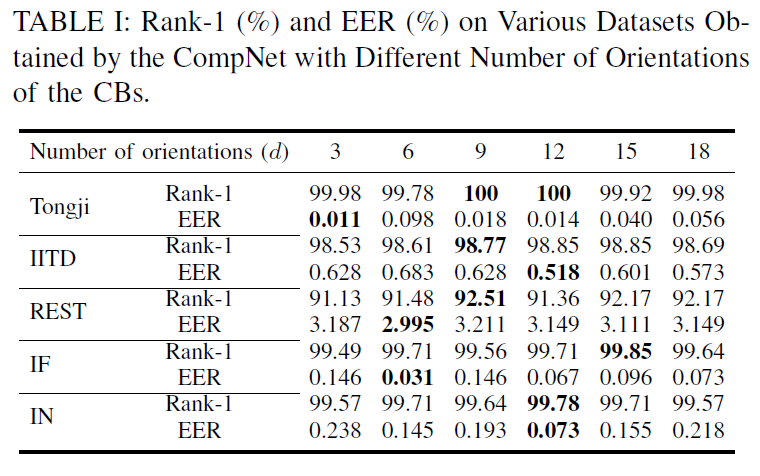 TABLE I: Rank-1 (%) and EER (%) on Various Datasets Ob-
tained by the CompNet with Different Number of Orientations
of the CBs.
Number of orientations (d) 3 6 9 12 15 18
Tongji Rank-1 99.98 99.78 100 100 99.92 99.98
EER 0.011 0.098 0.018 0.014 0.040 0.056
IITD Rank-1 98.53 98.61 98.77 98.85 98.85 98.69
EER 0.628 0.683 0.628 0.518 0.601 0.573
REST Rank-1 91.13 91.48 92.51 91.36 92.17 92.17
EER 3.187 2.995 3.211 3.149 3.111 3.149
IF Rank-1 99.49 99.71 99.56 99.71 99.85 99.64
EER 0.146 0.031 0.146 0.067 0.096 0.073
IN Rank-1 99.57 99.71 99.64 99.78 99.71 99.57
EER 0.238 0.145 0.193 0.073 0.155 0.218